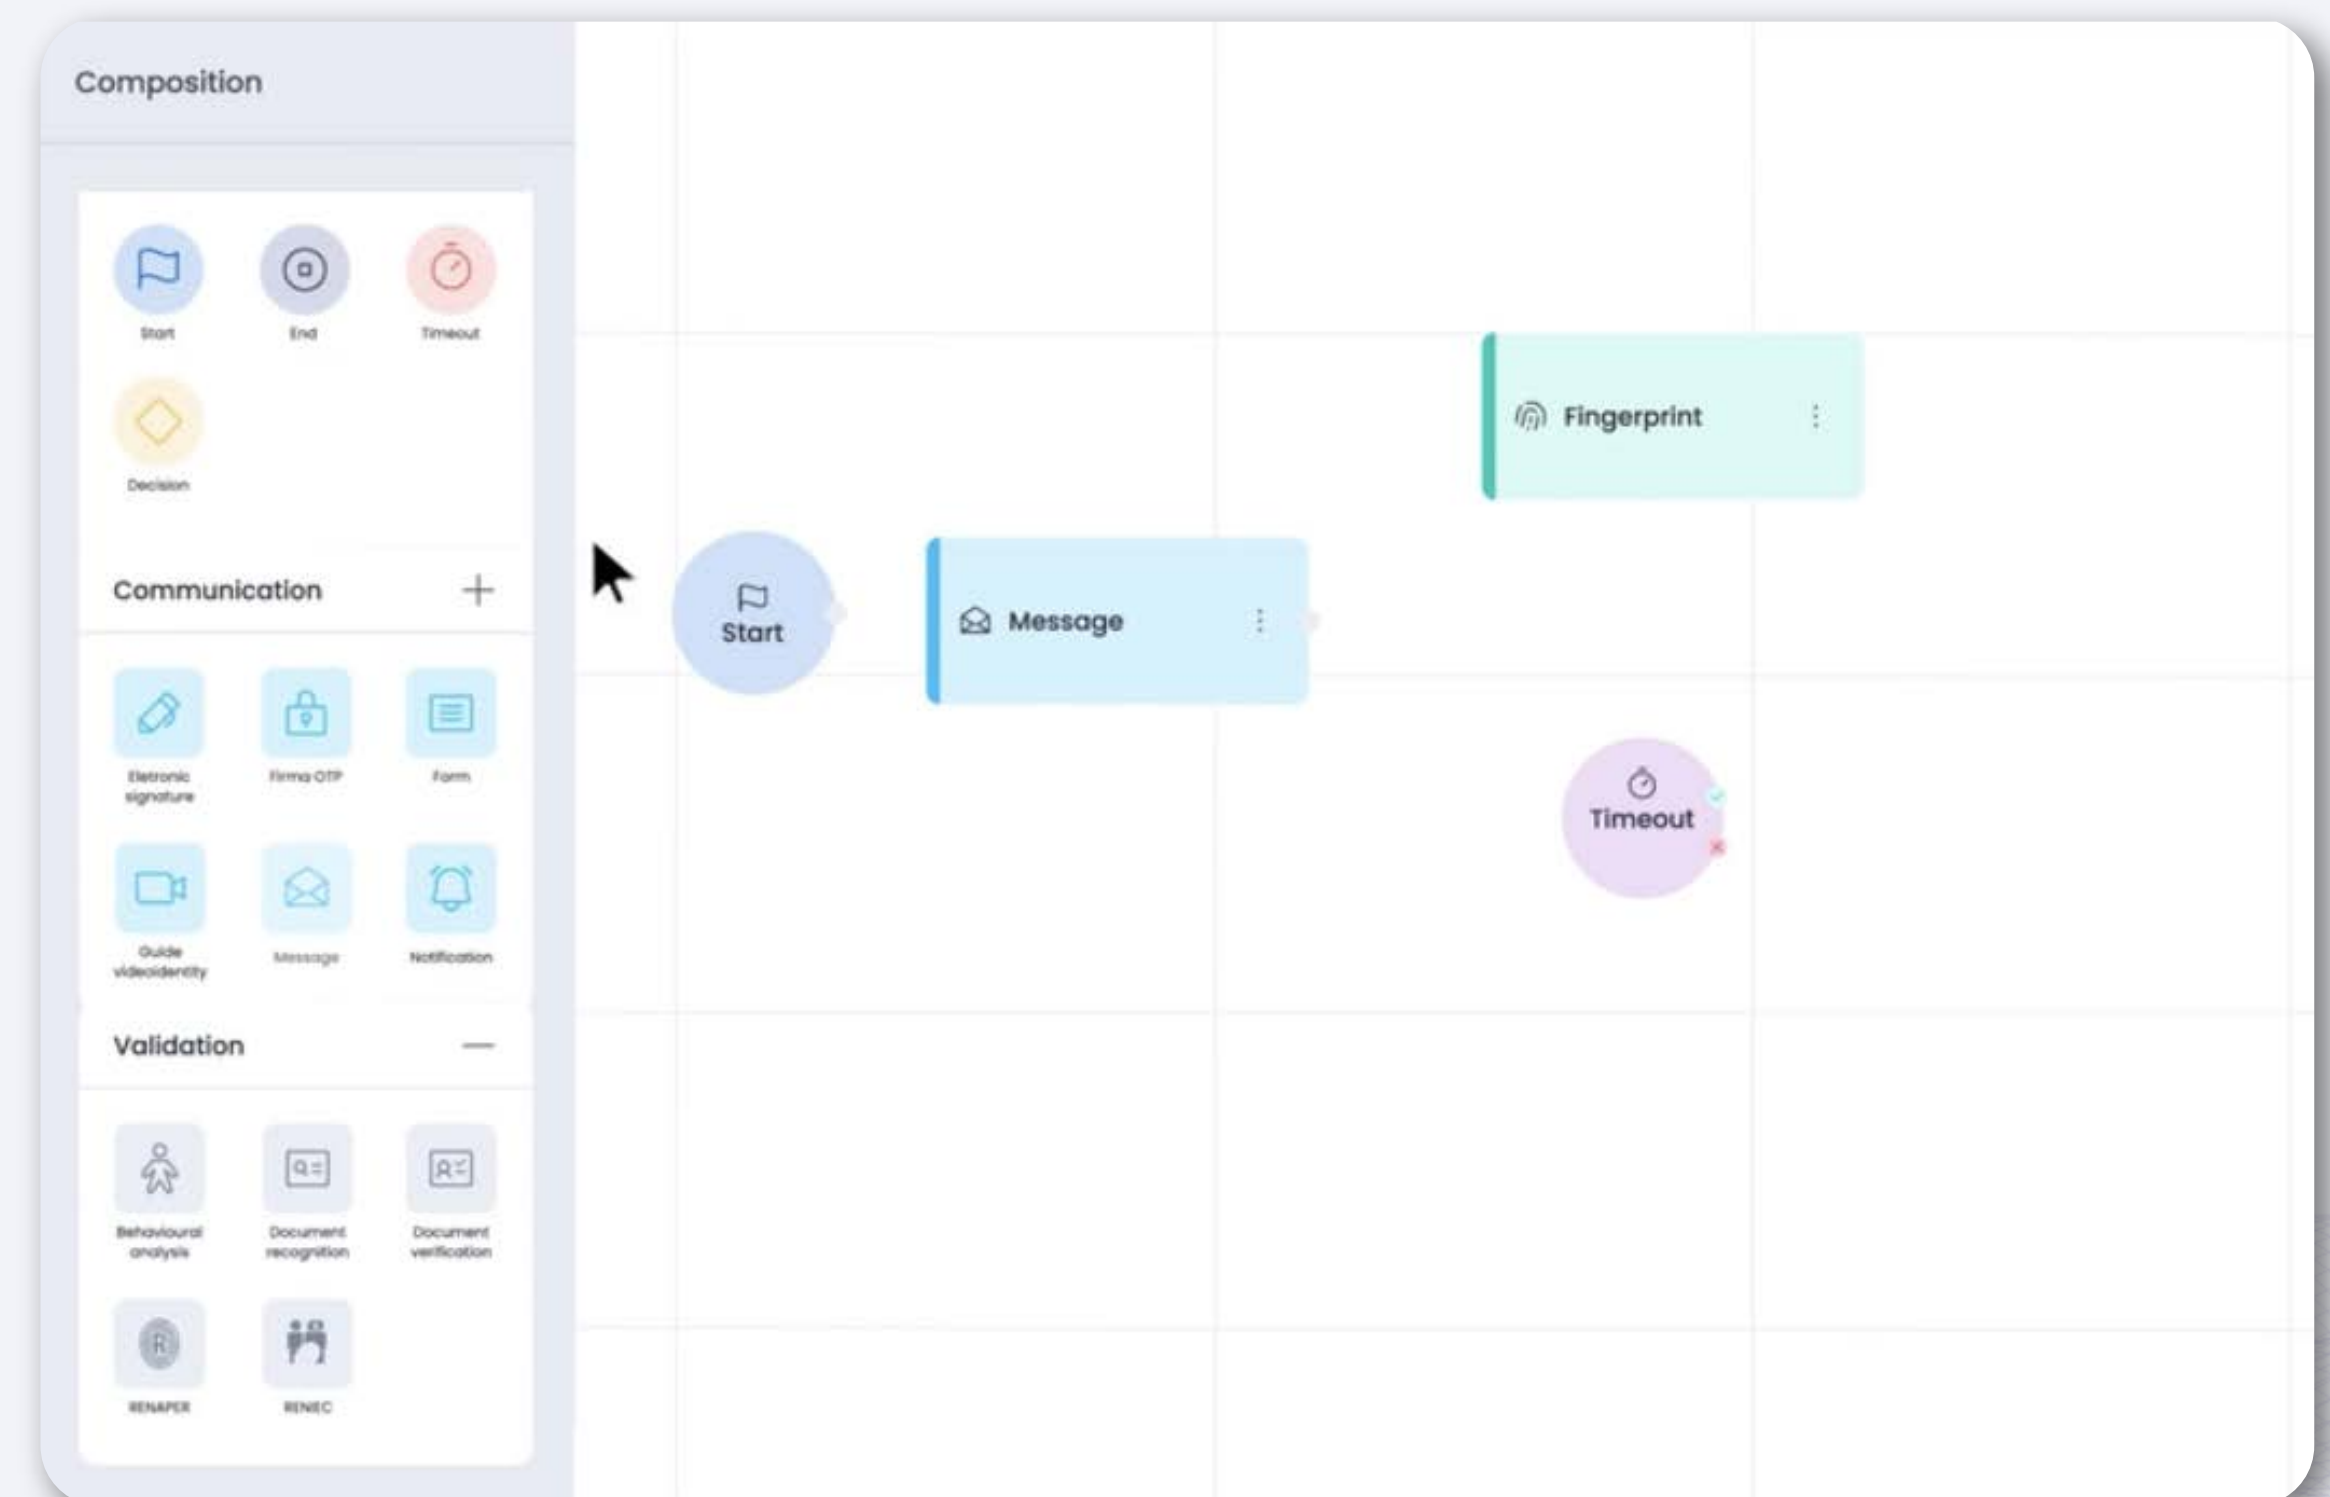 Composition
Start
End
Timeout
Decision
Communication
Eletronic
signature
Firma OTP
Form
Guide
videoidentity
Message
Notification
Validation
Behavioural
analysis
Document
recognition
Document
verification
RENAPER
RENIEC
Start
Message
Fingerprint
Timeout